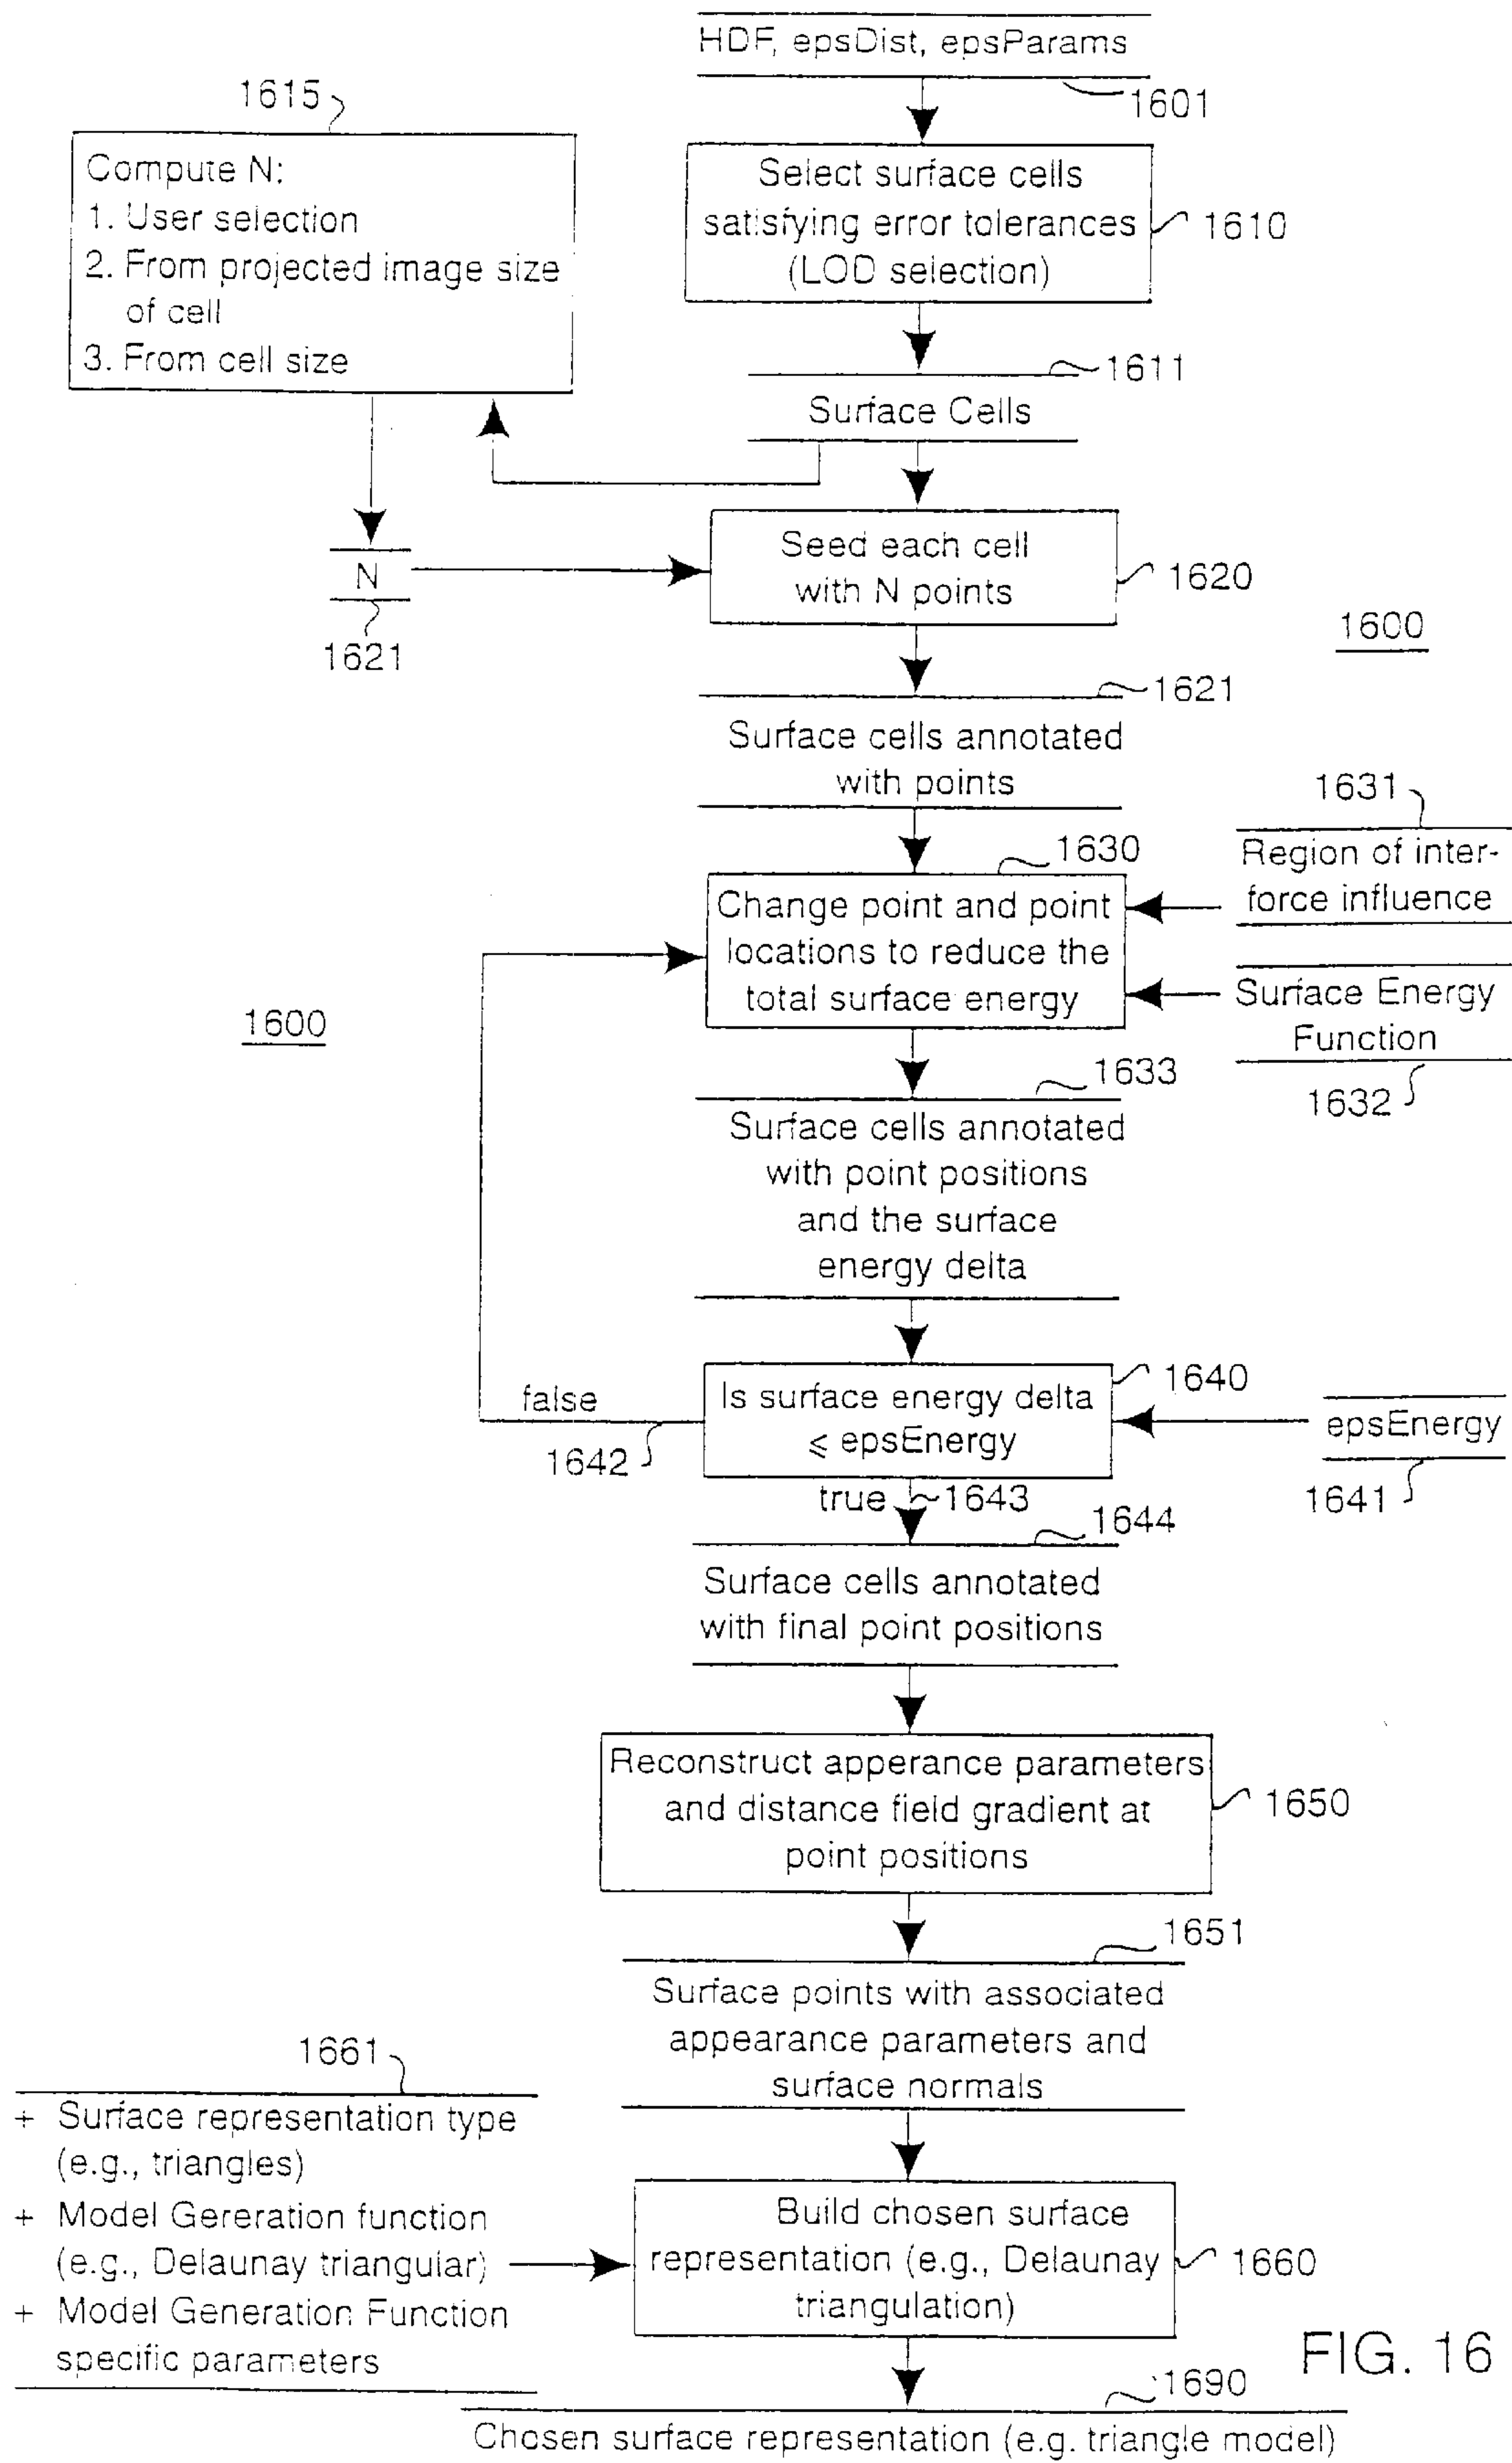 HDF, epsDist, epsParams
1601
1615
Compute N:
1. User selection
2. From projected image size
of cell
3. From cell size
Select surface cells
satisfying error tolerances
(LOD selection)
1610
1611
Surface Cells
Seed each cell
with N points
1620
N
1621
1600
1621
Surface cells annotated
with points
1631
Region of inter-
force influence
1630
Change point and point
locations to reduce the
total surface energy
Surface Energy
Function
1632
1600
1633
Surface cells annotated
with point positions
and the surface
energy delta
1640
Is surface energy delta
≤ epsEnergy
false
1642
epsEnergy
1641
true
1643
1644
Surface cells annotated
with final point positions
Reconstruct apperance parameters
and distance field gradient at
point positions
1650
1651
Surface points with associated
appearance parameters and
surface normals
1661
+ Surface representation type
(e.g., triangles)
+ Model Gereration function
(e.g., Delaunay triangular)
+ Model Generation Function
specific parameters
Build chosen surface
representation (e.g., Delaunay
triangulation)
1660
FIG. 16
1690
Chosen surface representation (e.g. triangle model)